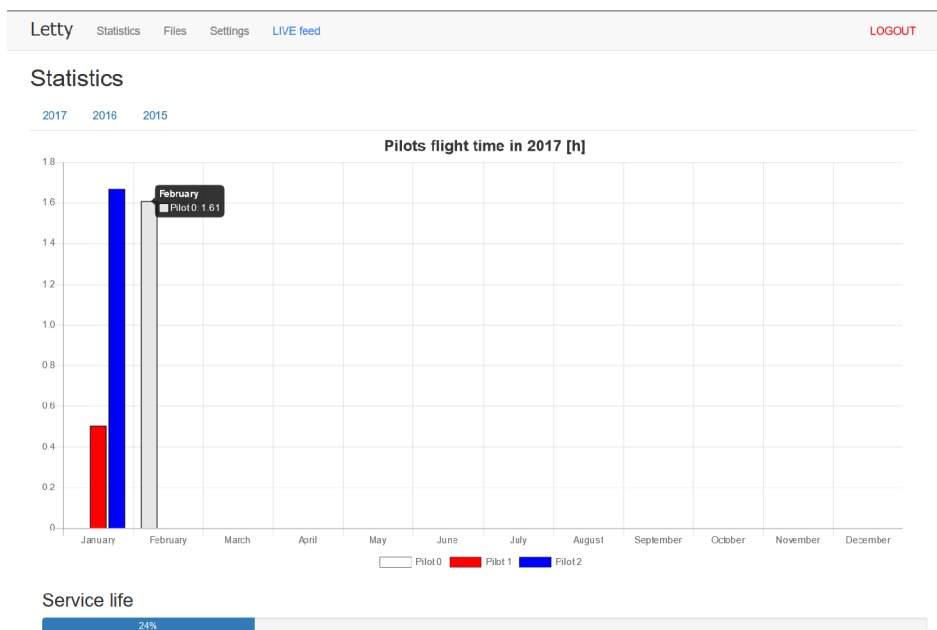 Letty Statistics Files Settings LIVE feed LOGOUT
Statistics
2017 2016 2015
Pilots flight time in 2017 [h]
1.8
February
1.6
Pilot 0: 1.61
1.4
1.2
1.0
0.8
0.6
0.4
0.2
0
January February March April May June July August September October November December
Pilot 0 Pilot 1 Pilot 2
Service life
24%